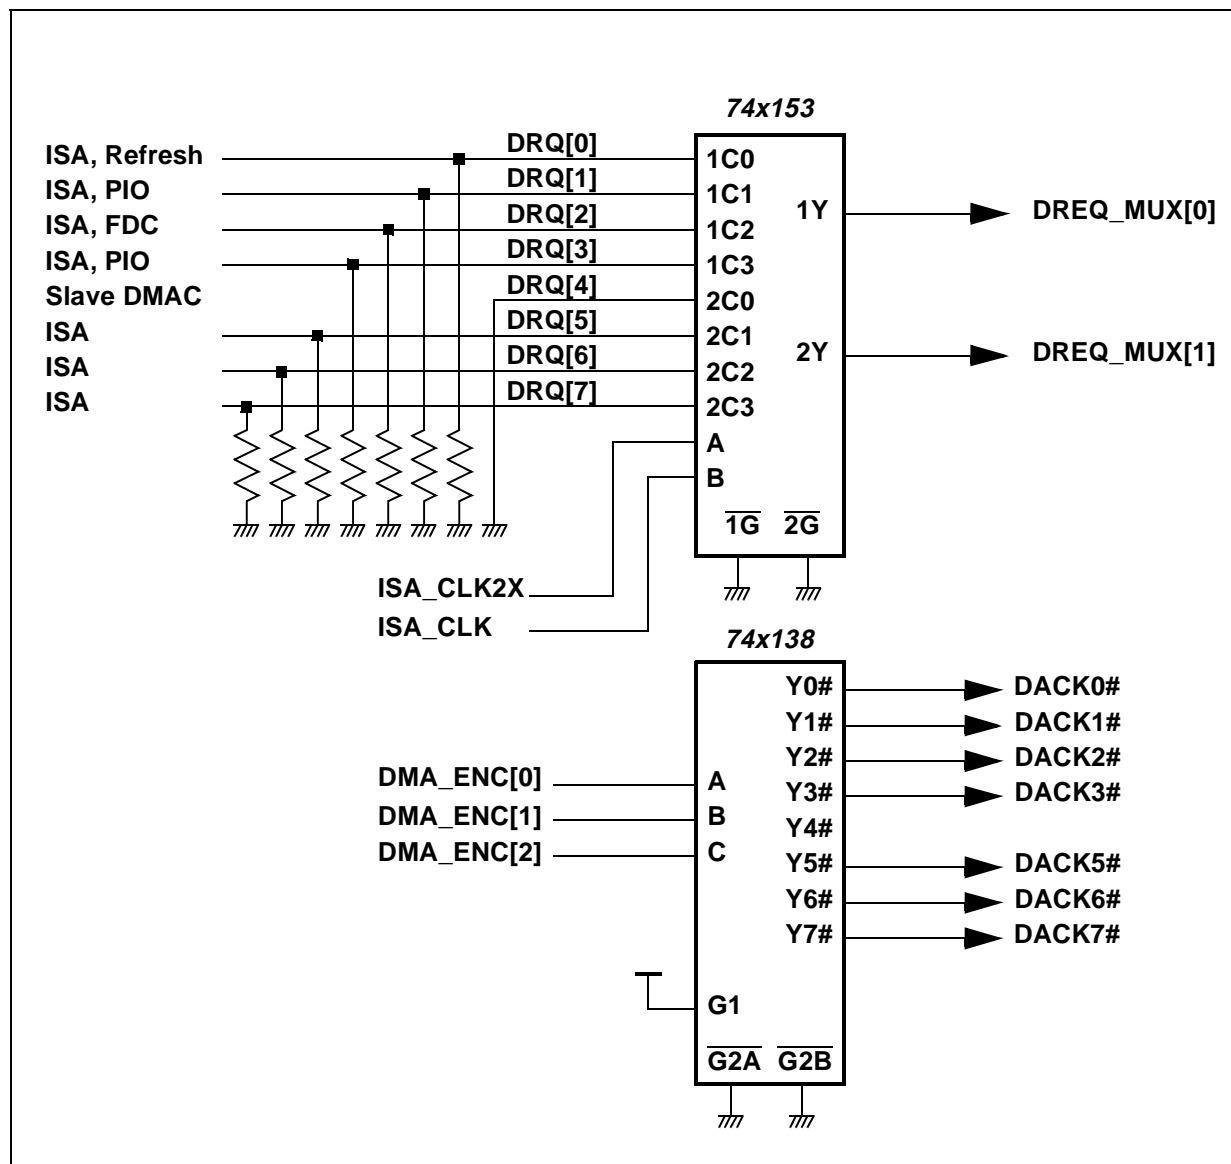 74x153
ISA, Refresh DRQ[0] 1C0
ISA, PIO DRQ[1] 1C1
1Y DREQ_MUX[0]
ISA, FDC DRQ[2] 1C2
ISA, PIO DRQ[3] 1C3
Slave DMAC DRQ[4] 2C0
ISA DRQ[5] 2C1
2Y DREQ_MUX[1]
ISA DRQ[6] 2C2
ISA DRQ[7] 2C3
A
B
1G 2G
ISA_CLK2X
ISA_CLK
74x138
Y0# DACK0#
Y1# DACK1#
Y2# DACK2#
DMA_ENC[0] A Y3# DACK3#
DMA_ENC[1] B Y4#
DMA_ENC[2] C Y5# DACK5#
Y6# DACK6#
Y7# DACK7#
G1
G2A G2B